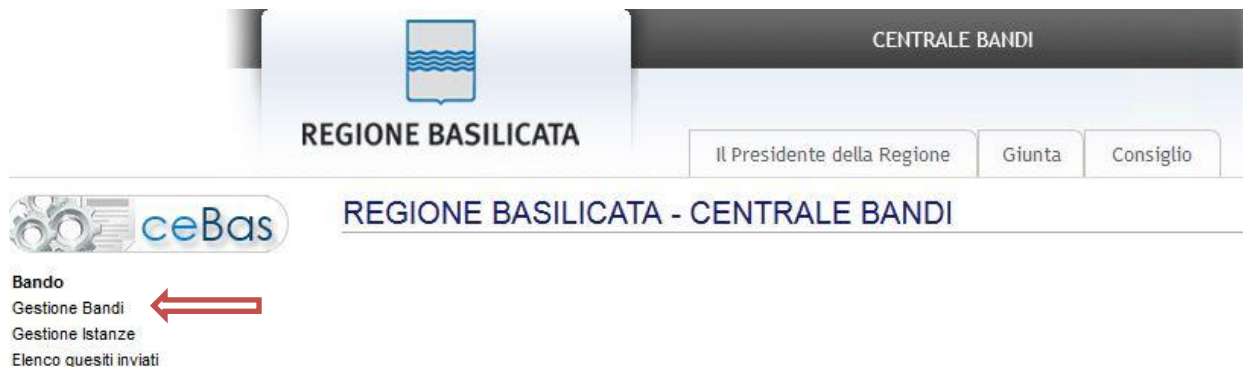 CENTRALE BANDI
REGIONE BASILICATA
Il Presidente della Regione Giunta Consiglio
ceBas
REGIONE BASILICATA - CENTRALE BANDI
Bando
Gestione Bandi
Gestione Istanze
Elenco quesiti inviati